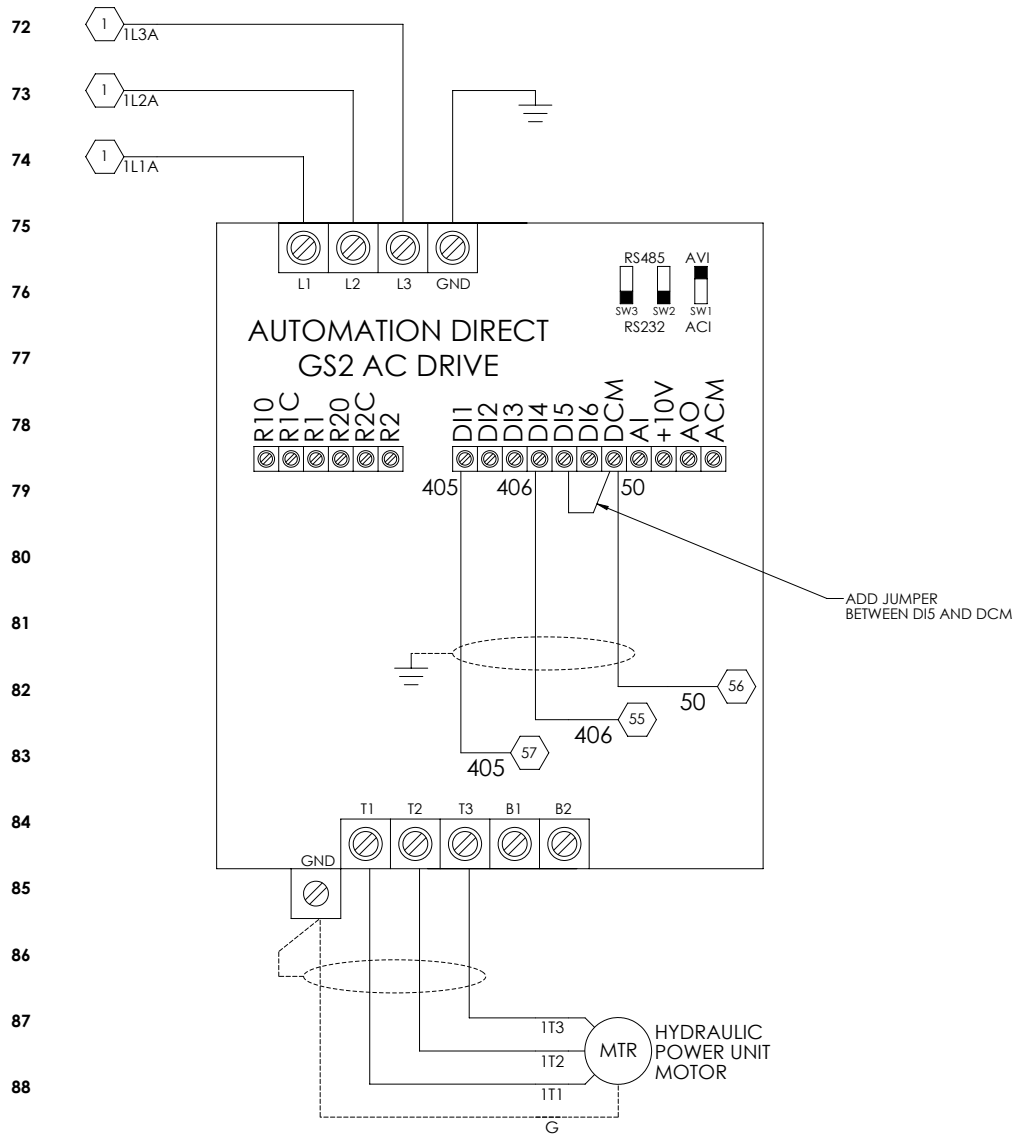 72
1
1L3A
73
1
1L2A
74
1
1L1A
75
L1 L2 L3 GND
RS485 AVI
76
SW3 SW2 SW1
RS232 ACI
AUTOMATION DIRECT
GS2 AC DRIVE
77
78
R10 R1C R1 R20 R2C R2
DI1 DI2 DI3 DI4 DI5 DI6 DCM AI +10V AO ACM
79
405 406 50
80
ADD JUMPER
BETWEEN DI5 AND DCM
81
82
56
50
55
406
83
57
405
84
T1 T2 T3 B1 B2
GND
85
86
87
1T3
HYDRAULIC
POWER UNIT
MOTOR
MTR
1T2
88
1T1
G